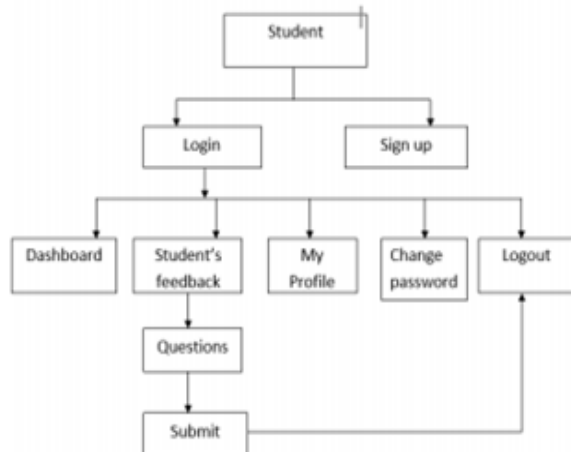 Student
Login
Sign up
Dashboard
Student's
feedback
My
Profile
Change
password
Logout
Questions
Submit